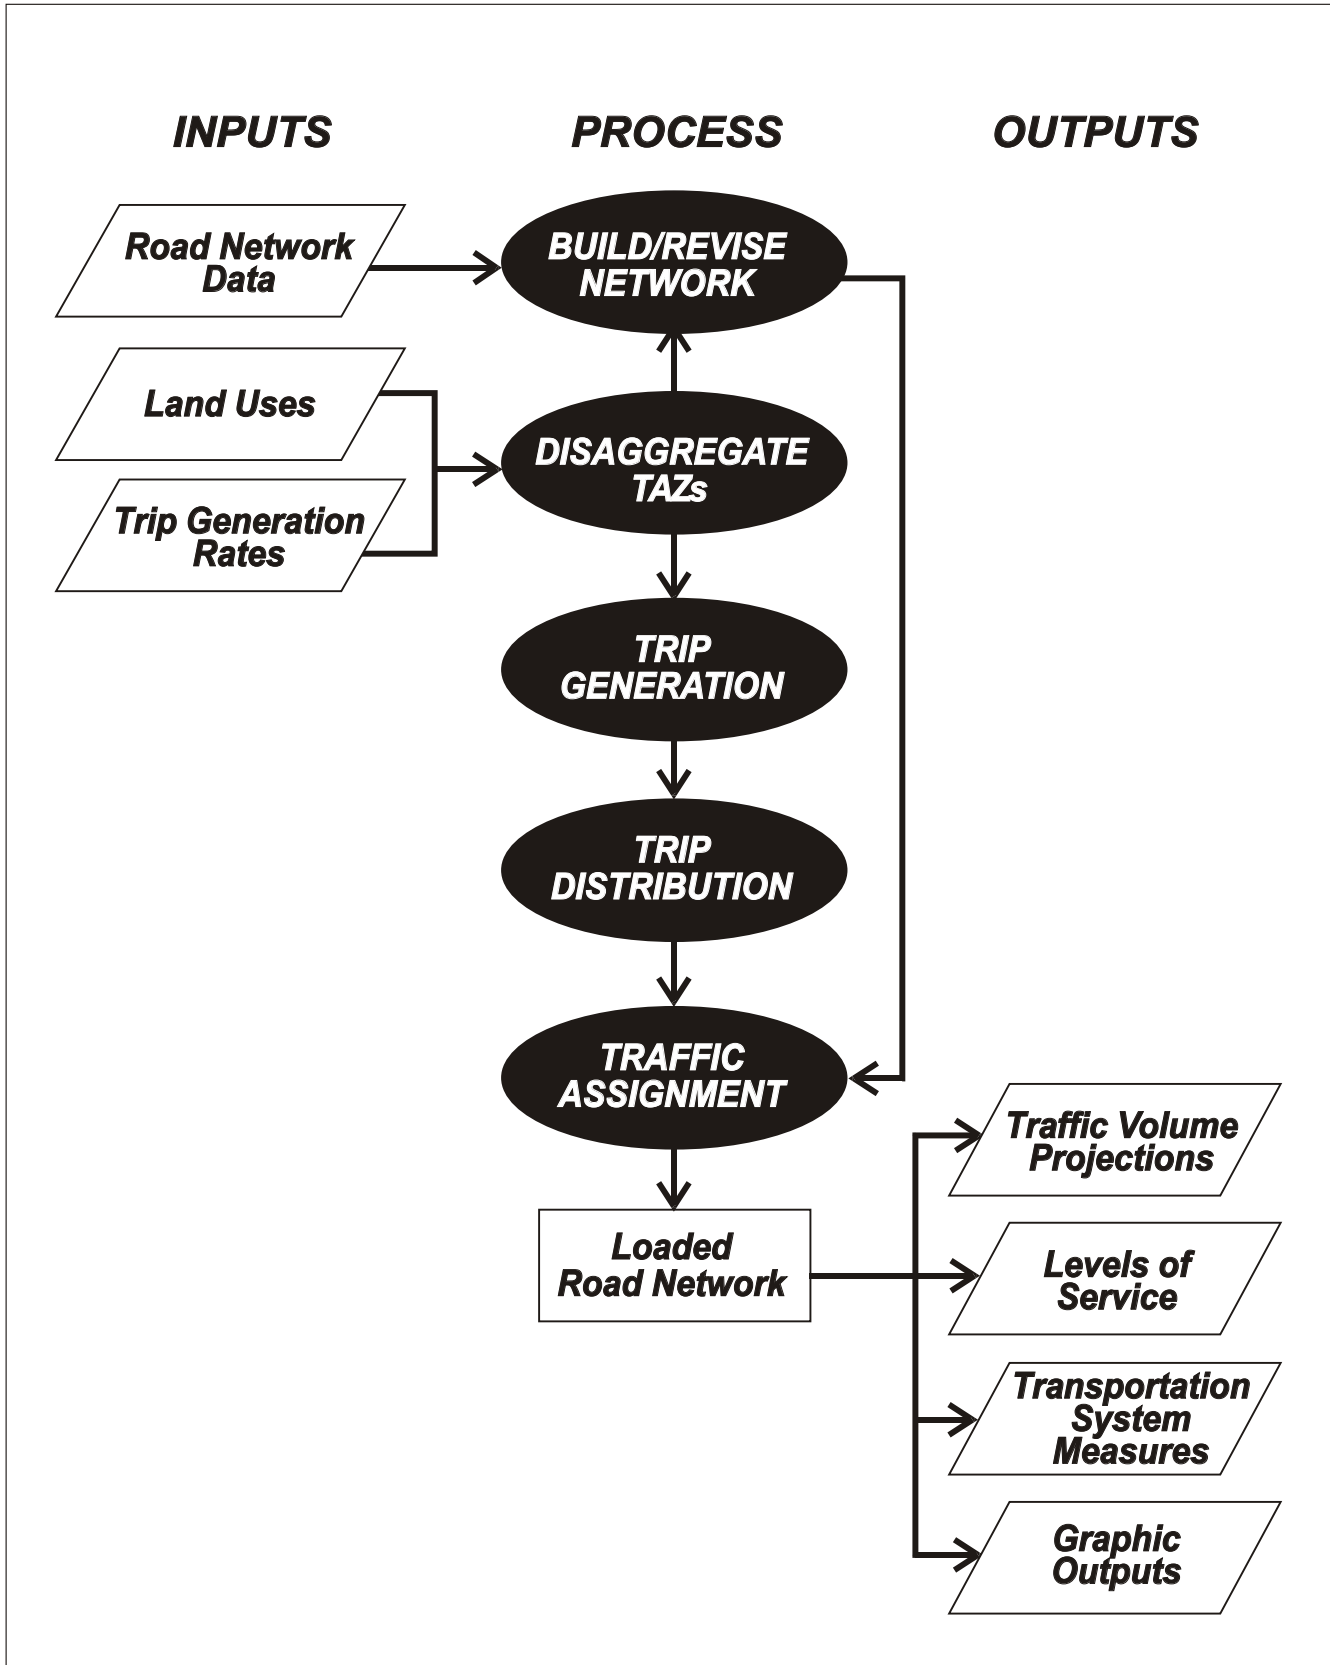 INPUTS
PROCESS
OUTPUTS
Road Network
Data
BUILD/REVISE
NETWORK
Land Uses
DISAGGREGATE
TAZs
Trip Generation
Rates
TRIP
GENERATION
TRIP
DISTRIBUTION
TRAFFIC
ASSIGNMENT
Traffic Volume
Projections
Loaded
Road Network
Levels of
Service
Transportation
System
Measures
Graphic
Outputs